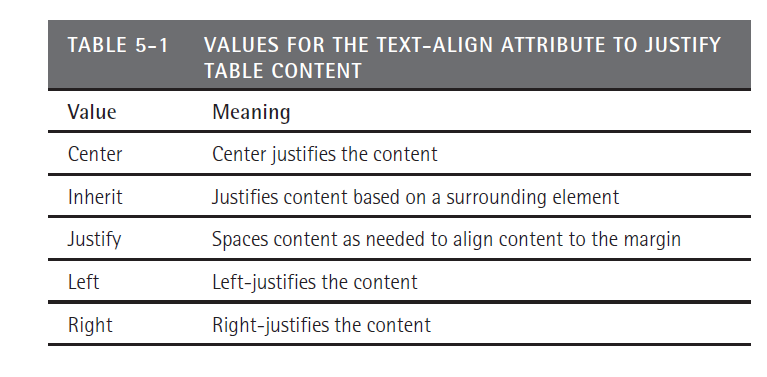 TABLE 5-1 VALUES FOR THE TEXT-ALIGN ATTRIBUTE TO JUSTIFY
TABLE CONTENT
Value Meaning
Center Center justifies the content
Inherit Justifies content based on a surrounding element
Justify Spaces content as needed to align content to the margin
Left Left-justifies the content
Right Right-justifies the content